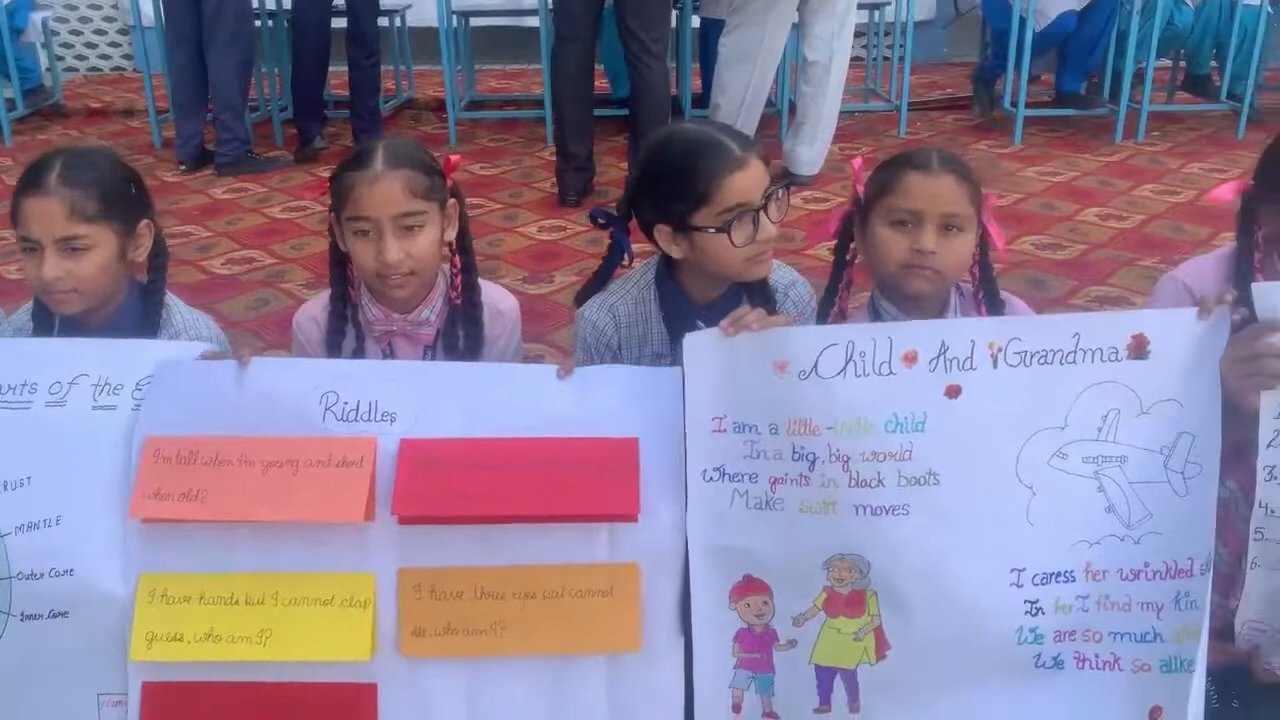 of the
RUST
MANTLE
Outer Core
Inner Core
Riddles
I'm tall when I'm young and short
when old?
I have hands but I cannot clap
guess, who am I?
I have three eyes but cannot
see, who am I?
Child And Grandma
I am a little-little child
In a big, big world
Where gaints in black boots
Make swift moves
I caress her wrinkled
In her I find my kin
We are so much
We think so alike
4.
5.
6.